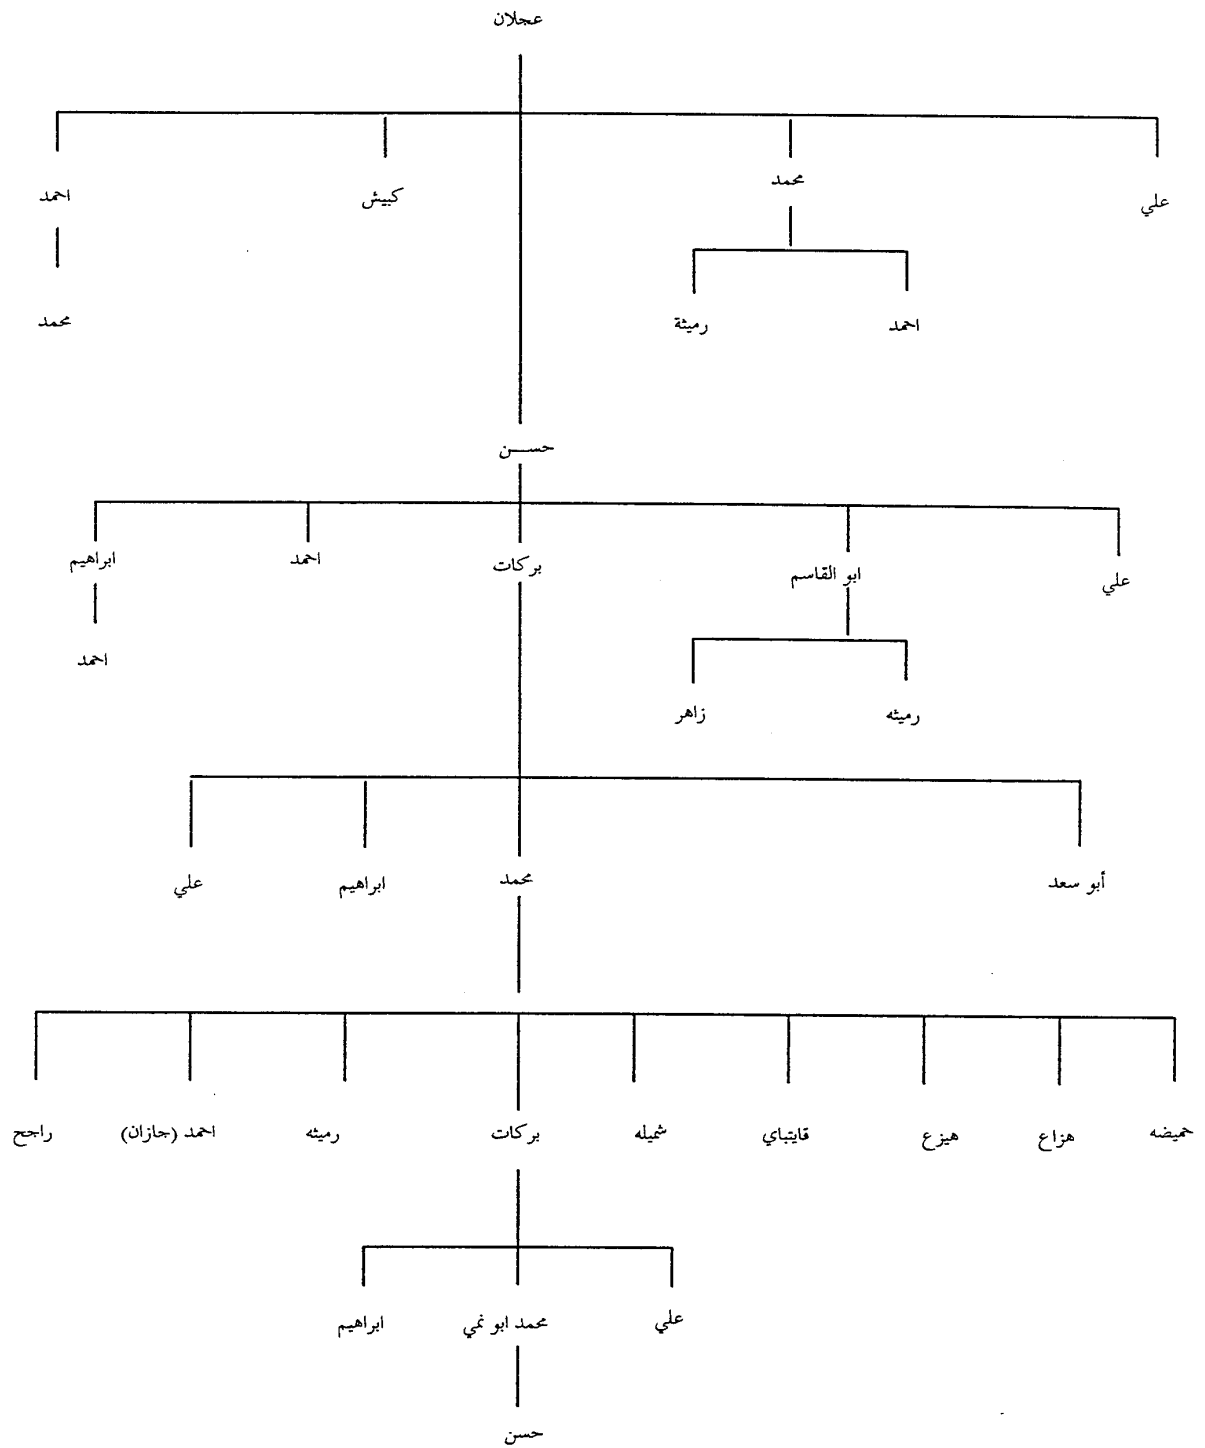 عجلان
علي
محمد
كبيش
احمد
احمد
رميثة
محمد
حسن
علي
ابو القاسم
بركات
احمد
ابراهيم
رميثه
زاهر
احمد
أبو سعد
محمد
ابراهيم
علي
حميضه
هزاع
هيزع
قايتباي
شميله
بركات
رميثه
احمد (جازان)
راجح
علي
محمد ابو نمي
ابراهيم
حسن